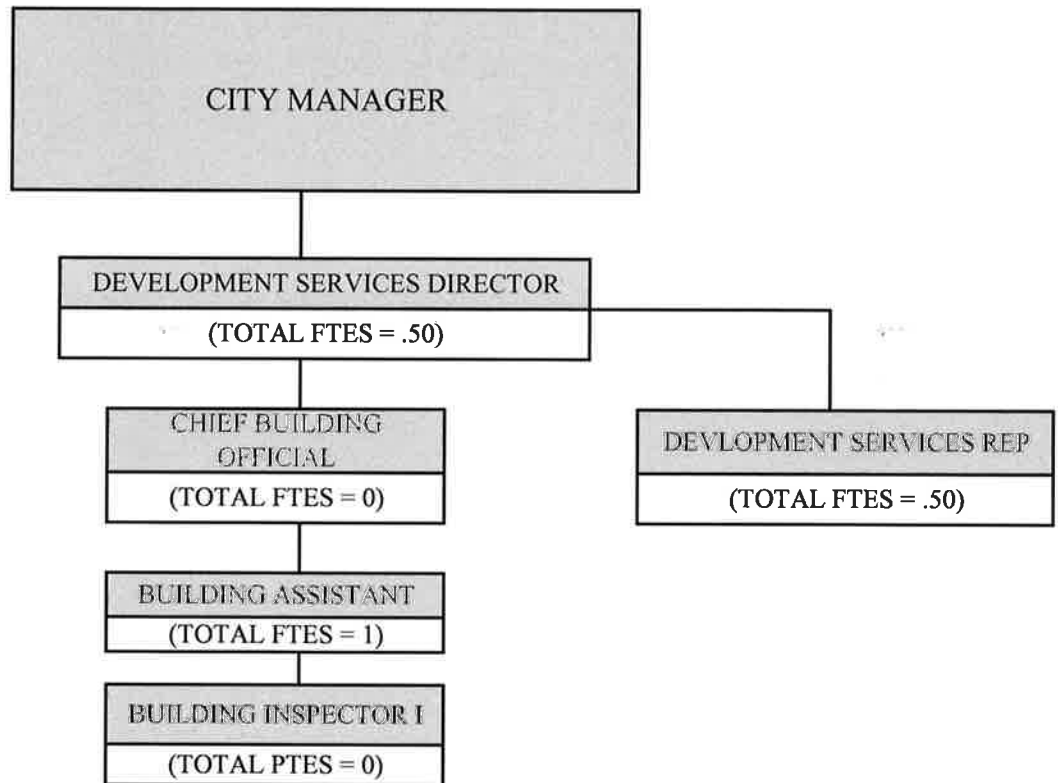 CITY MANAGER
DEVELOPMENT SERVICES DIRECTOR
(TOTAL FTES = .50)
CHIEF BUILDING
OFFICIAL
(TOTAL FTES = 0)
DEVLOPMENT SERVICES REP
(TOTAL FTES = .50)
BUILDING ASSISTANT
(TOTAL FTES = 1)
BUILDING INSPECTOR I
(TOTAL PTES = 0)